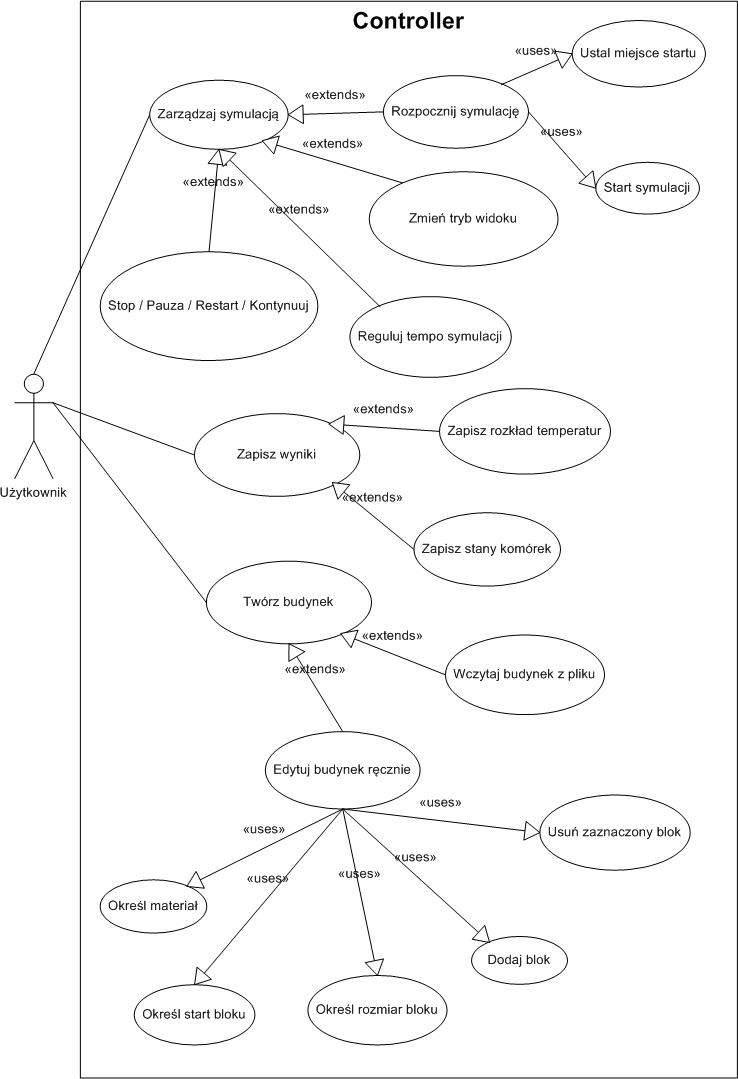 Controller
«uses»
Ustal miejsce startu
Zarządzaj symulacją
«extends»
Rozpocznij symulację
«uses»
«extends»
«extends»
Start symulacji
«extends»
Zmień tryb widoku
Stop / Pauza / Restart / Kontynuuj
Reguluj tempo symulacji
«extends»
Zapisz rozkład temperatur
Zapisz wyniki
Użytkownik
«extends»
Zapisz stany komórek
Twórz budynek
«extends»
«extends»
Wczytaj budynek z pliku
Edytuj budynek ręcznie
«uses»
«uses»
Usuń zaznaczony blok
«uses»
«uses»
«uses»
Określ materiał
Dodaj blok
Określ start bloku
Określ rozmiar bloku